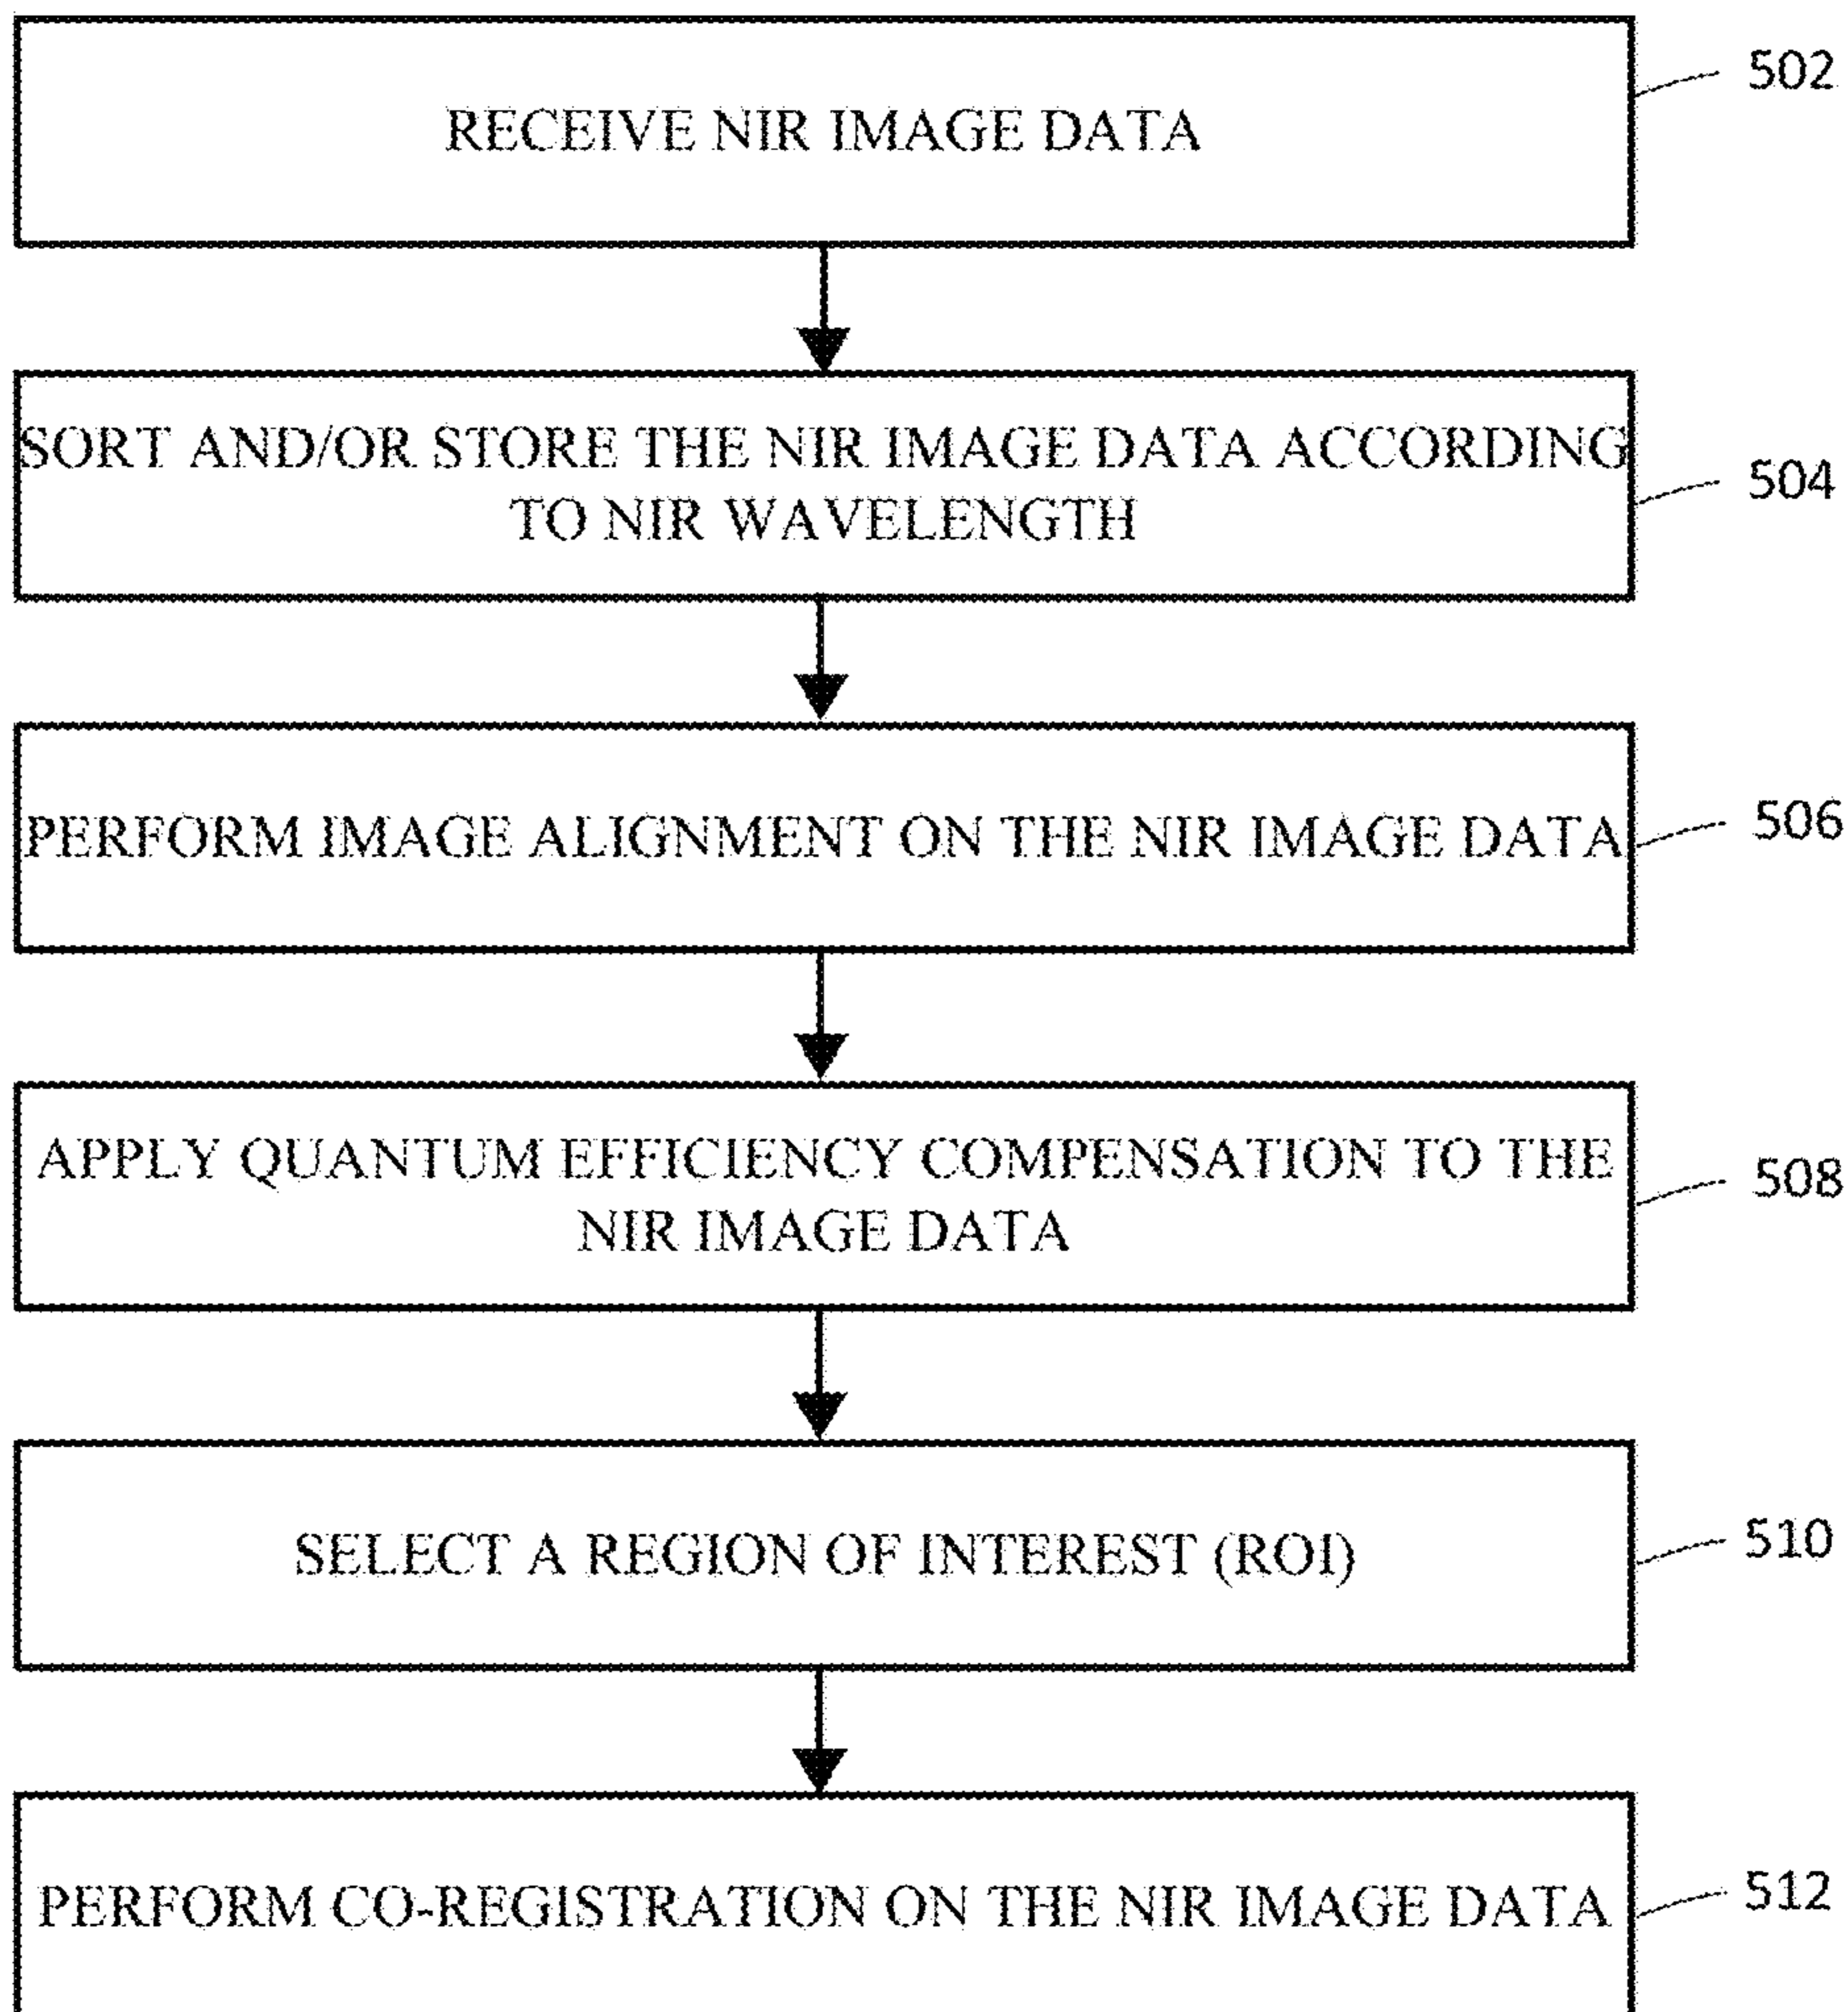 RECEIVE NIR IMAGE DATA
502
SORT AND/OR STORE THE NIR IMAGE DATA ACCORDING
TO NIR WAVELENGTH
504
PERFORM IMAGE ALIGNMENT ON THE NIR IMAGE DATA
506
APPLY QUANTUM EFFICIENCY COMPENSATION TO THE
NIR IMAGE DATA
508
SELECT A REGION OF INTEREST (ROI)
510
PERFORM CO-REGISTRATION ON THE NIR IMAGE DATA
512